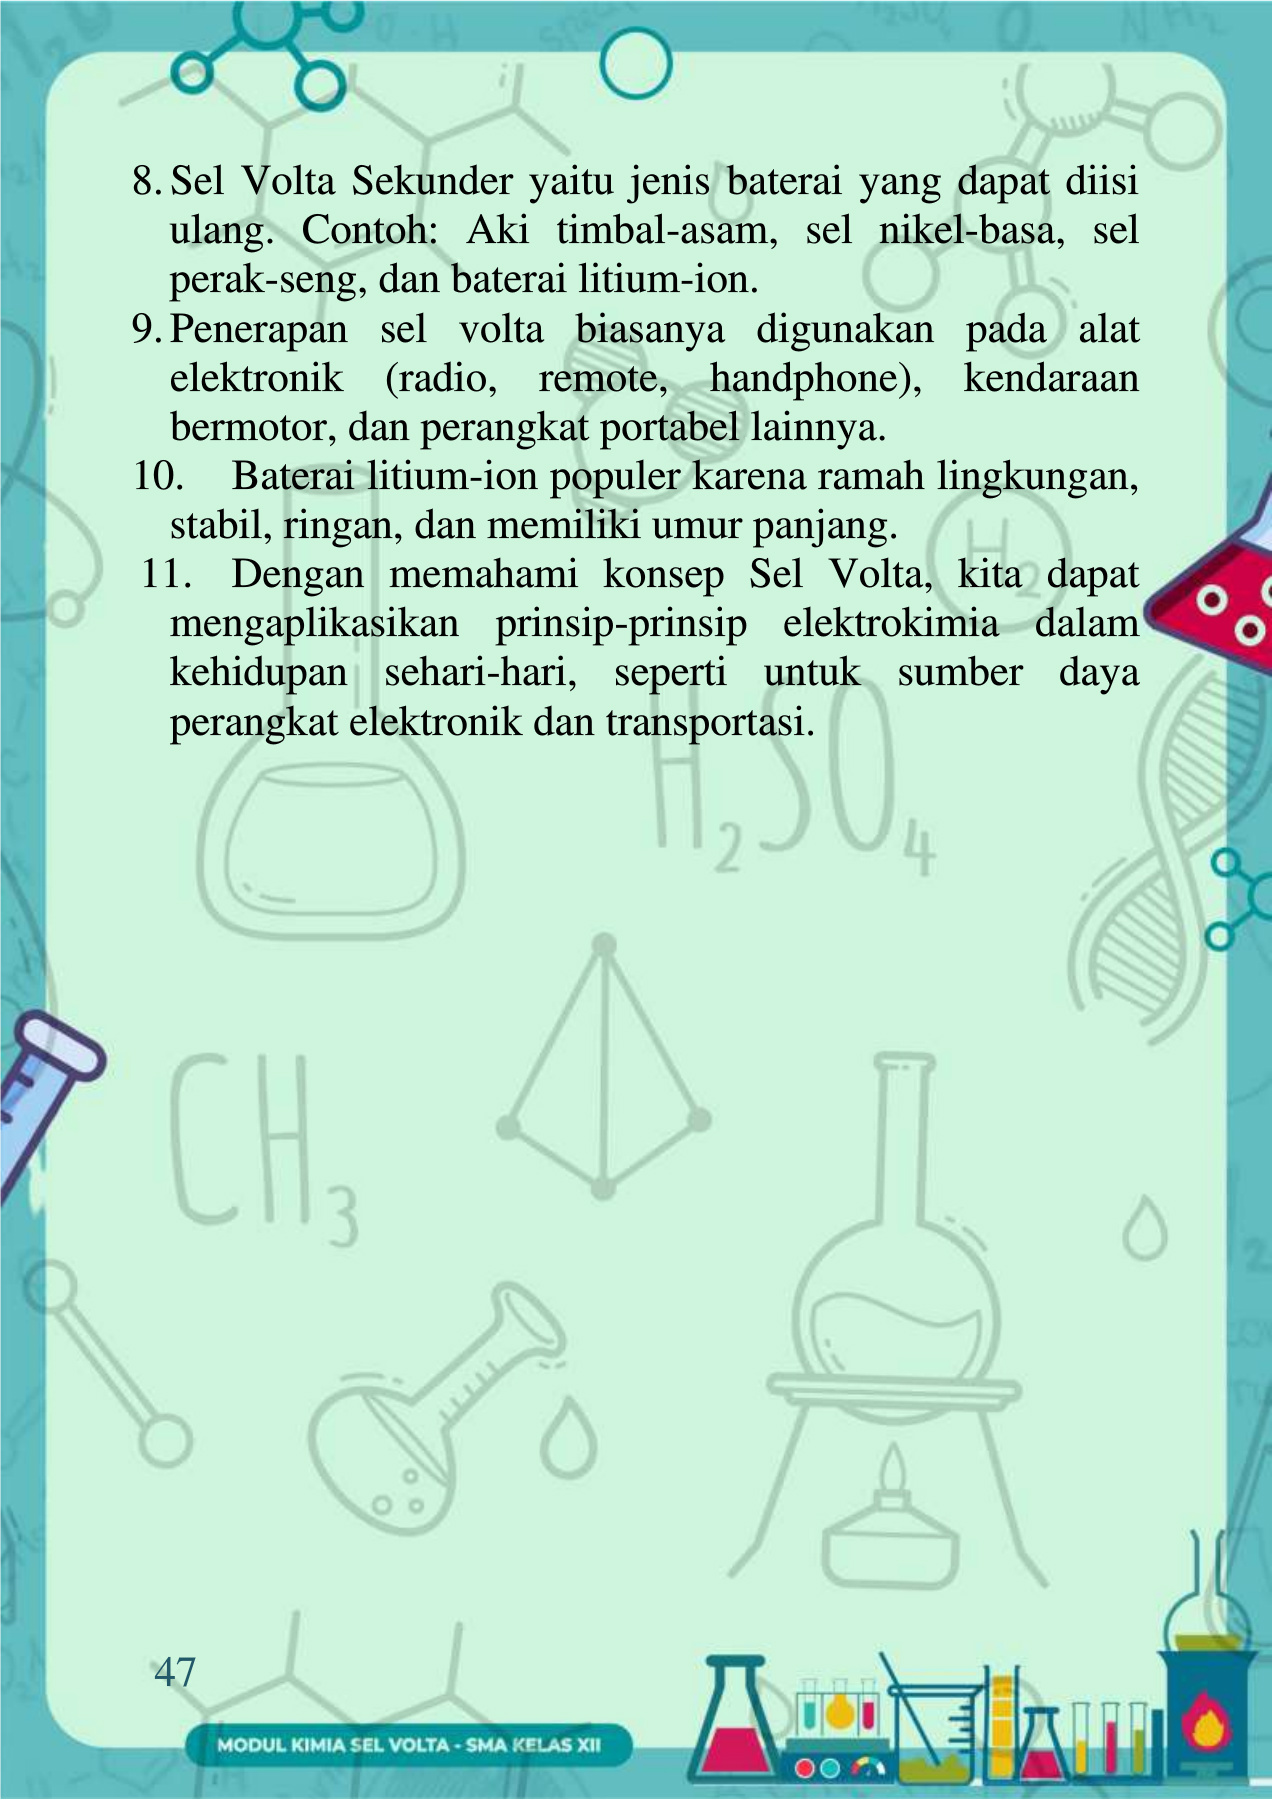 8. Sel Volta Sekunder yaitu jenis baterai yang dapat diisi
ulang. Contoh: Aki timbal-asam, sel nikel-basa, sel
perak-seng, dan baterai litium-ion.
9. Penerapan sel volta biasanya digunakan pada alat
elektronik (radio, remote, handphone), kendaraan
bermotor, dan perangkat portabel lainnya.
10. Baterai litium-ion populer karena ramah lingkungan,
stabil, ringan, dan memiliki umur panjang.
11. Dengan memahami konsep Sel Volta, kita dapat
mengaplikasikan prinsip-prinsip elektrokimia dalam
kehidupan sehari-hari, seperti untuk sumber daya
perangkat elektronik dan transportasi.
H2
H2SO4
CH3
47
MODUL KIMIA SEL VOLTA - SMA KELAS XII